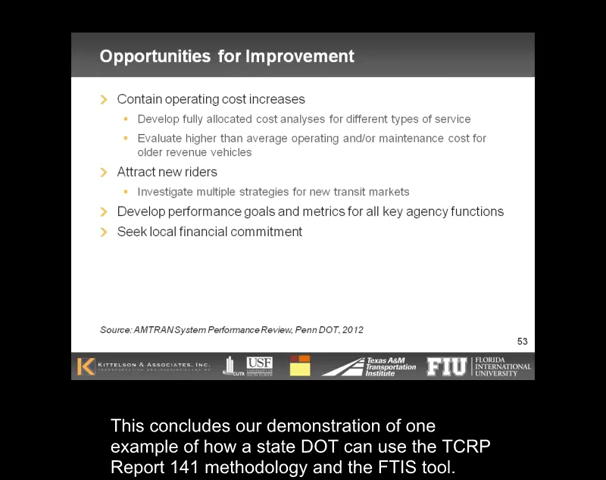 Opportunities for Improvement
Contain operating cost increases
Develop fully allocated cost analyses for different types of service
Evaluate higher than average operating and/or maintenance cost for
older revenue vehicles
Attract new riders
Investigate multiple strategies for new transit markets
Develop performance goals and metrics for all key agency functions
Seek local financial commitment
Source: AMTRAN System Performance Review, Penn DOT, 2012
53
KITTELSON & ASSOCIATES, INC.
CUTR
USF
Texas A&M
Transportation
Institute
FIU
FLORIDA
INTERNATIONAL
UNIVERSITY
This concludes our demonstration of one
example of how a state DOT can use the TCRP
Report 141 methodology and the FTIS tool.